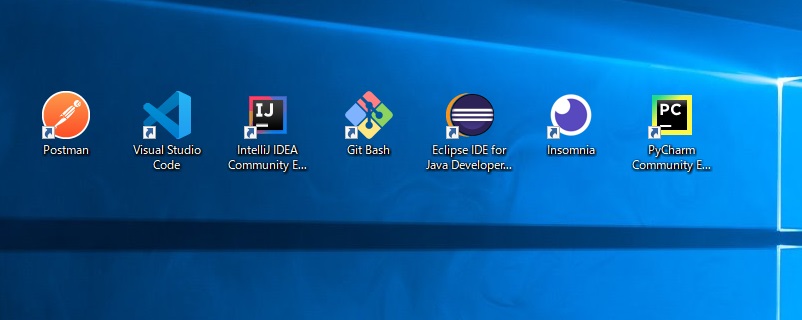 IJ
PC
Postman
Visual Studio
Code
IntelliJ IDEA
Community E...
Git Bash
Eclipse IDE for
Java Developer...
Insomnia
PyCharm
Community E...